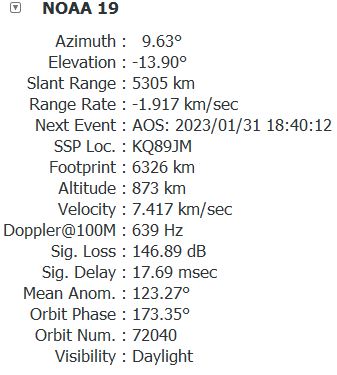 NOAA 19
Azimuth : 9.63°
Elevation : -13.90°
Slant Range : 5305 km
Range Rate : -1.917 km/sec
Next Event : AOS: 2023/01/31 18:40:12
SSP Loc. : KQ89JM
Footprint : 6326 km
Altitude : 873 km
Velocity : 7.417 km/sec
Doppler@100M : 639 Hz
Sig. Loss : 146.89 dB
Sig. Delay : 17.69 msec
Mean Anom. : 123.27°
Orbit Phase : 173.35°
Orbit Num. : 72040
Visibility : Daylight